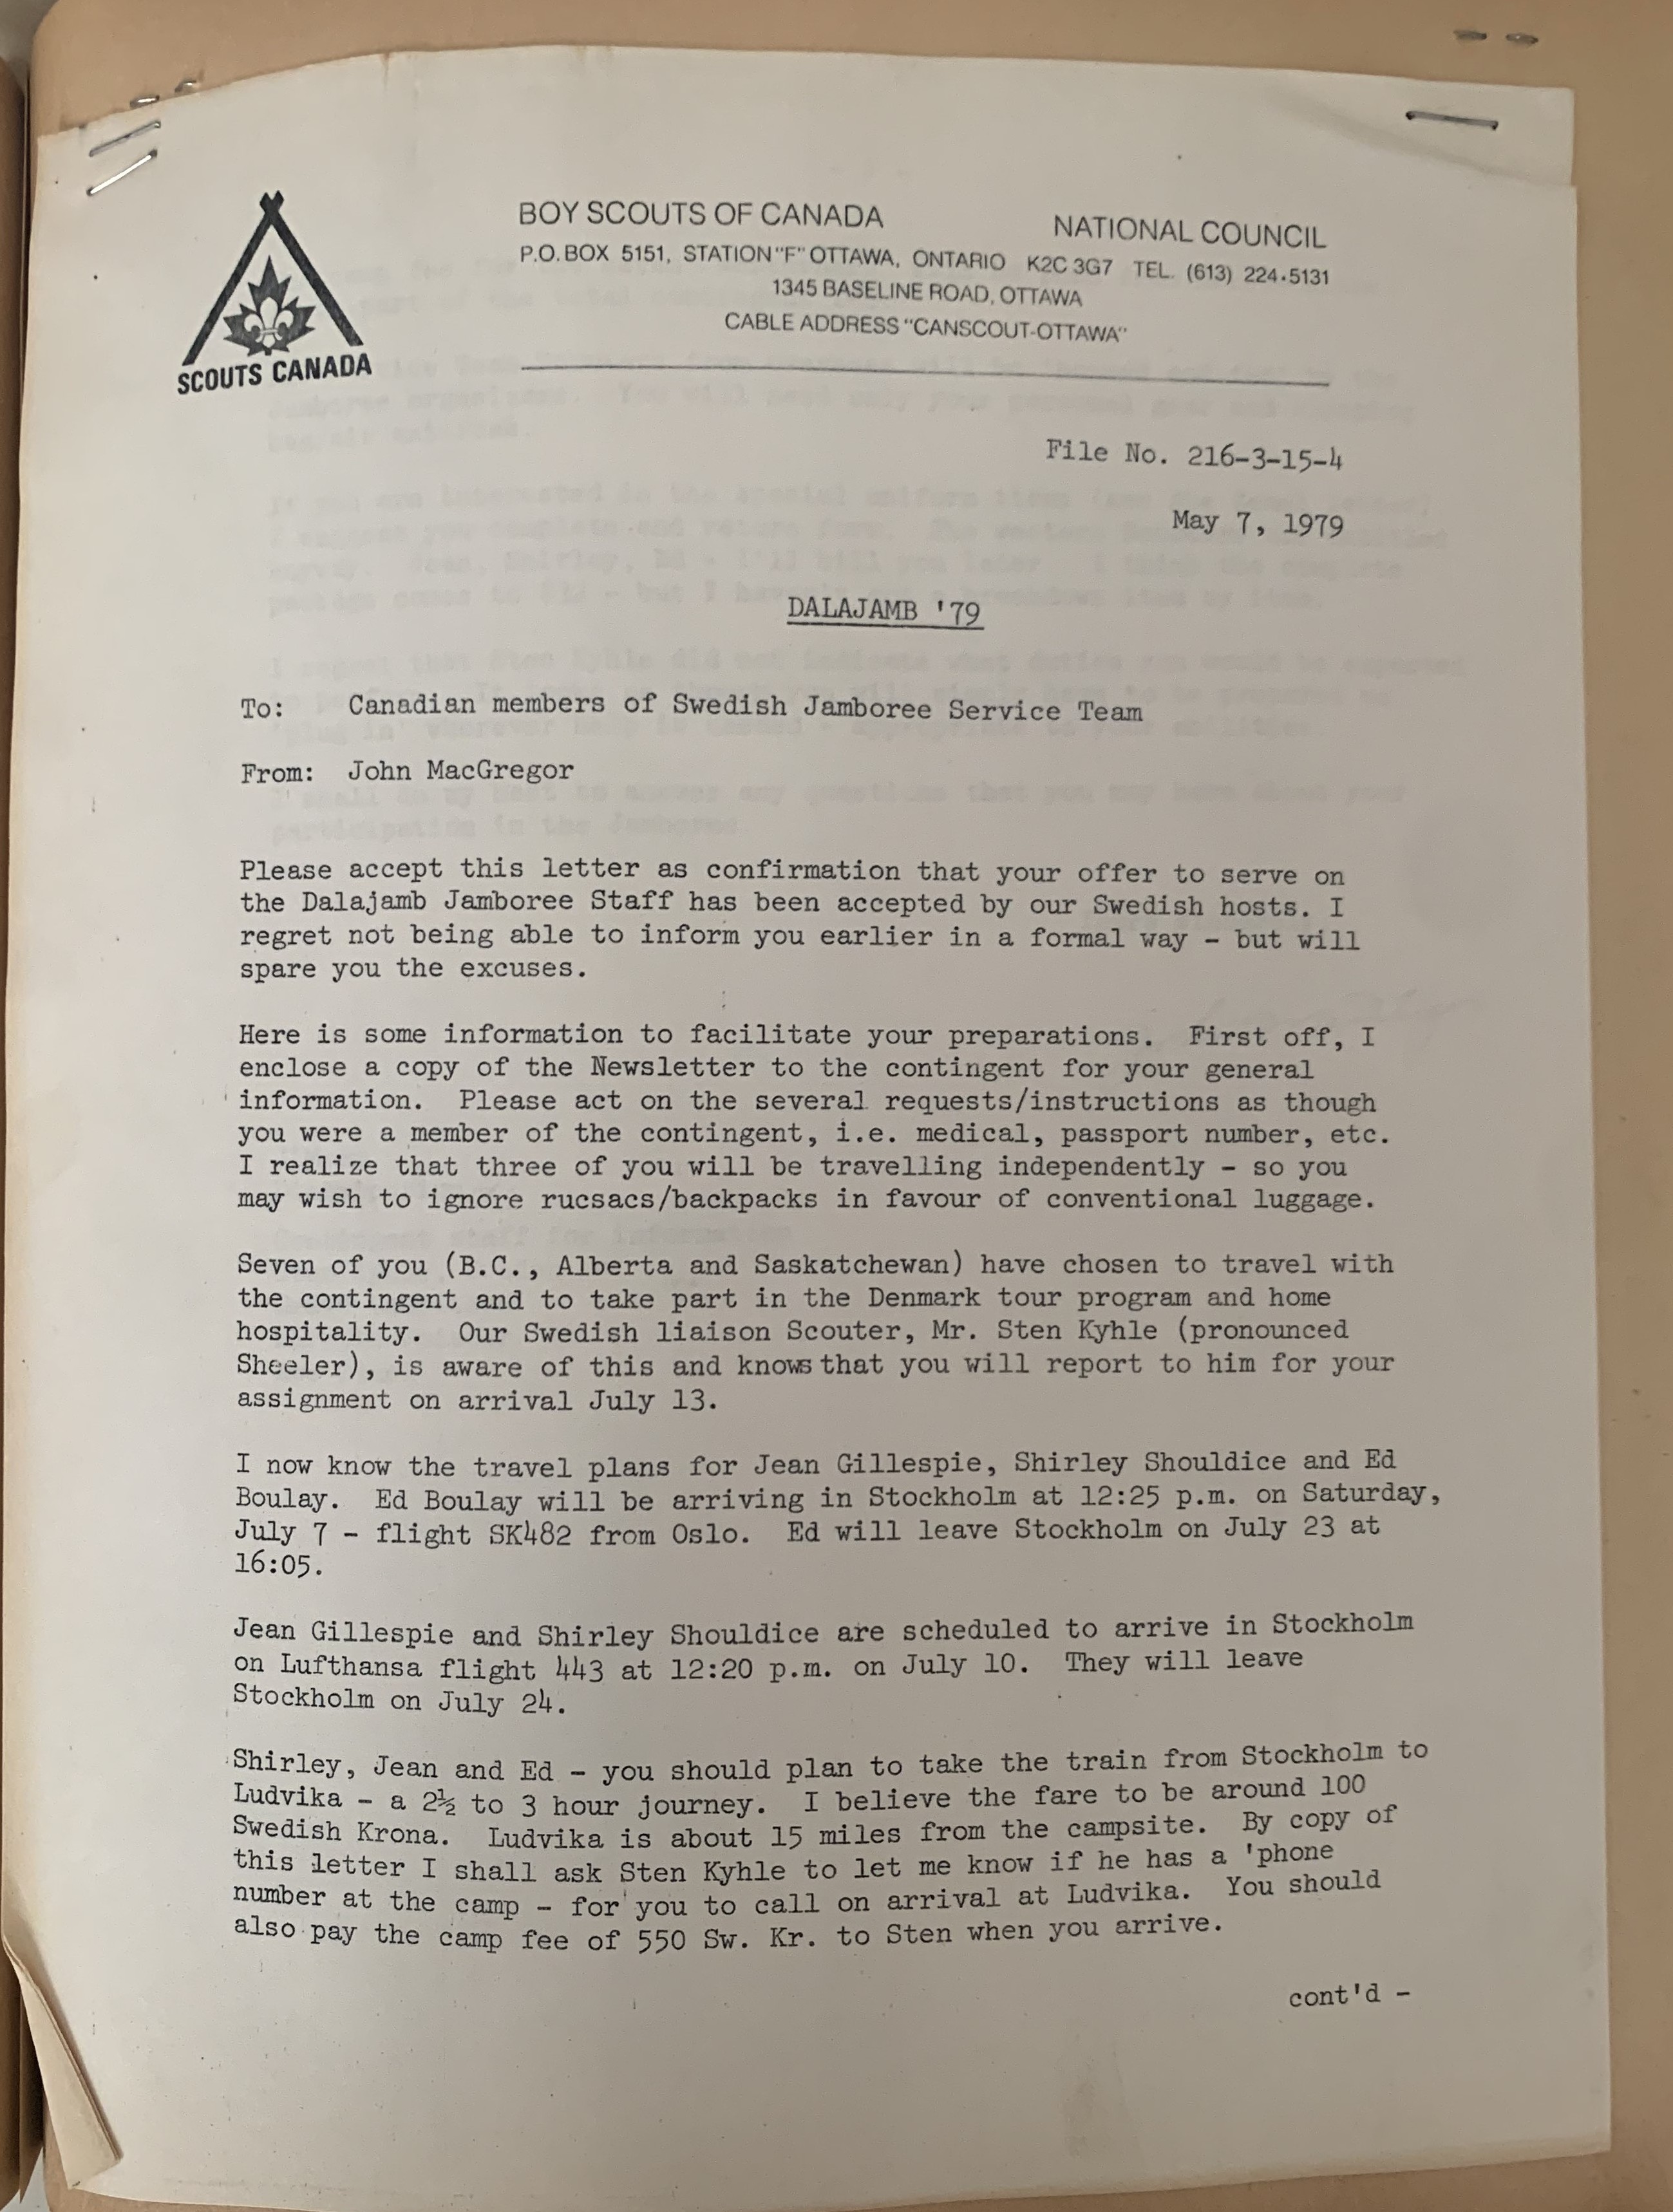 BOY SCOUTS OF CANADA NATIONAL COUNCIL
P.O. BOX 5151, STATION "F" OTTAWA, ONTARIO K2C 3G7 TEL. (613) 224-5131
1345 BASELINE ROAD, OTTAWA
CABLE ADDRESS "CANSCOUT-OTTAWA"
SCOUTS CANADA
File No. 216-3-15-4
May 7, 1979
DALAJAMB '79
To: Canadian members of Swedish Jamboree Service Team
From: John MacGregor
Please accept this letter as confirmation that your offer to serve on
the Dalajamb Jamboree Staff has been accepted by our Swedish hosts. I
regret not being able to inform you earlier in a formal way - but will
spare you the excuses.
Here is some information to facilitate your preparations. First off, I
enclose a copy of the Newsletter to the contingent for your general
information. Please act on the several requests/instructions as though
you were a member of the contingent, i.e. medical, passport number, etc.
I realize that three of you will be travelling independently - so you
may wish to ignore rucsacs/backpacks in favour of conventional luggage.
Seven of you (B.C., Alberta and Saskatchewan) have chosen to travel with
the contingent and to take part in the Denmark tour program and home
hospitality. Our Swedish liaison Scouter, Mr. Sten Kyhle (pronounced
Sheeler), is aware of this and knows that you will report to him for your
assignment on arrival July 13.
I now know the travel plans for Jean Gillespie, Shirley Shouldice and Ed
Boulay. Ed Boulay will be arriving in Stockholm at 12:25 p.m. on Saturday,
July 7 - flight SK482 from Oslo. Ed will leave Stockholm on July 23 at
16:05.
Jean Gillespie and Shirley Shouldice are scheduled to arrive in Stockholm
on Lufthansa flight 443 at 12:20 p.m. on July 10. They will leave
Stockholm on July 24.
Shirley, Jean and Ed - you should plan to take the train from Stockholm to
Ludvika - a 2½ to 3 hour journey. I believe the fare to be around 100
Swedish Krona. Ludvika is about 15 miles from the campsite. By copy of
this letter I shall ask Sten Kyhle to let me know if he has a 'phone
number at the camp - for you to call on arrival at Ludvika. You should
also pay the camp fee of 550 Sw. Kr. to Sten when you arrive.
cont'd -